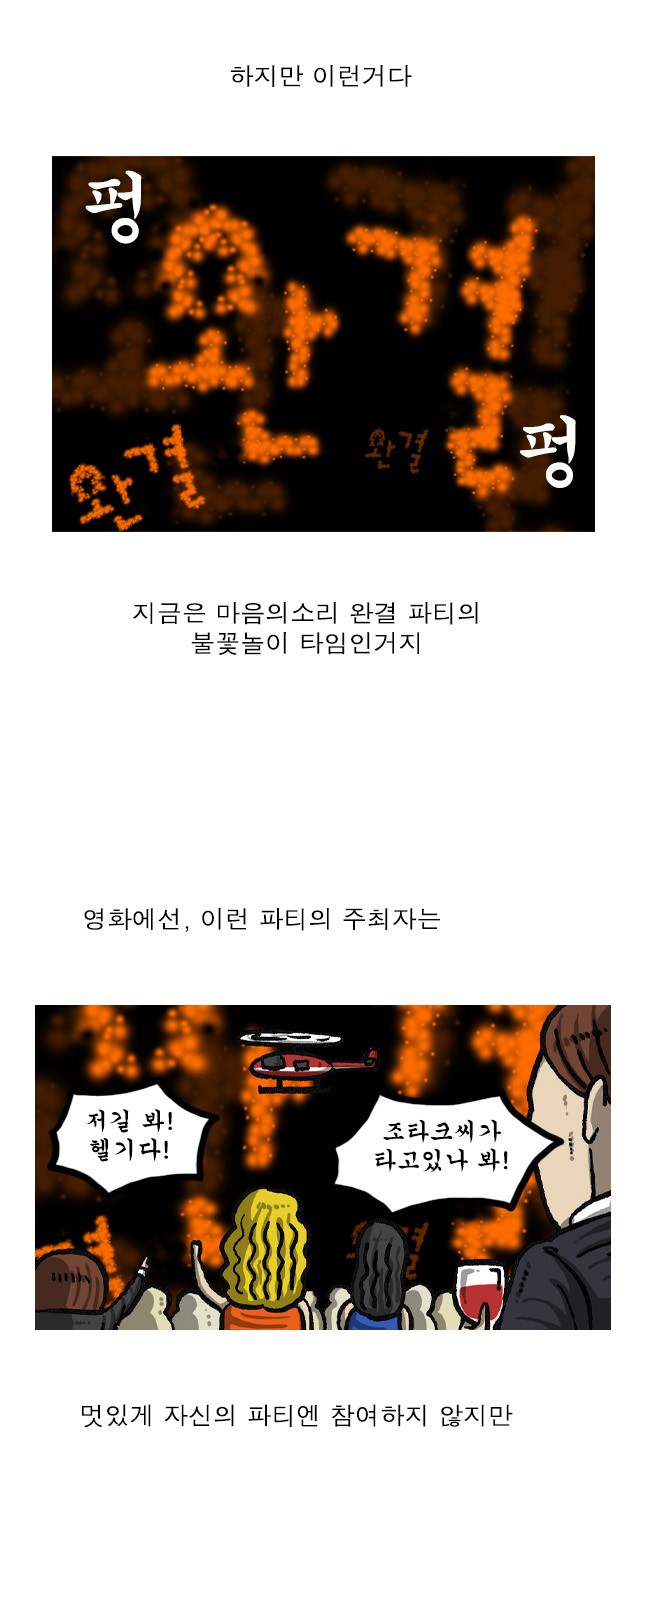 하지만 이런거다
펑
완결
완결
완결
펑
지금은 마음의소리 완결 파티의
불꽃놀이 타임인거지
영화에선, 이런 파티의 주최자는
저길 봐!
헬기다!
조타크씨가
타고있나 봐!
멋있게 자신의 파티엔 참여하지 않지만